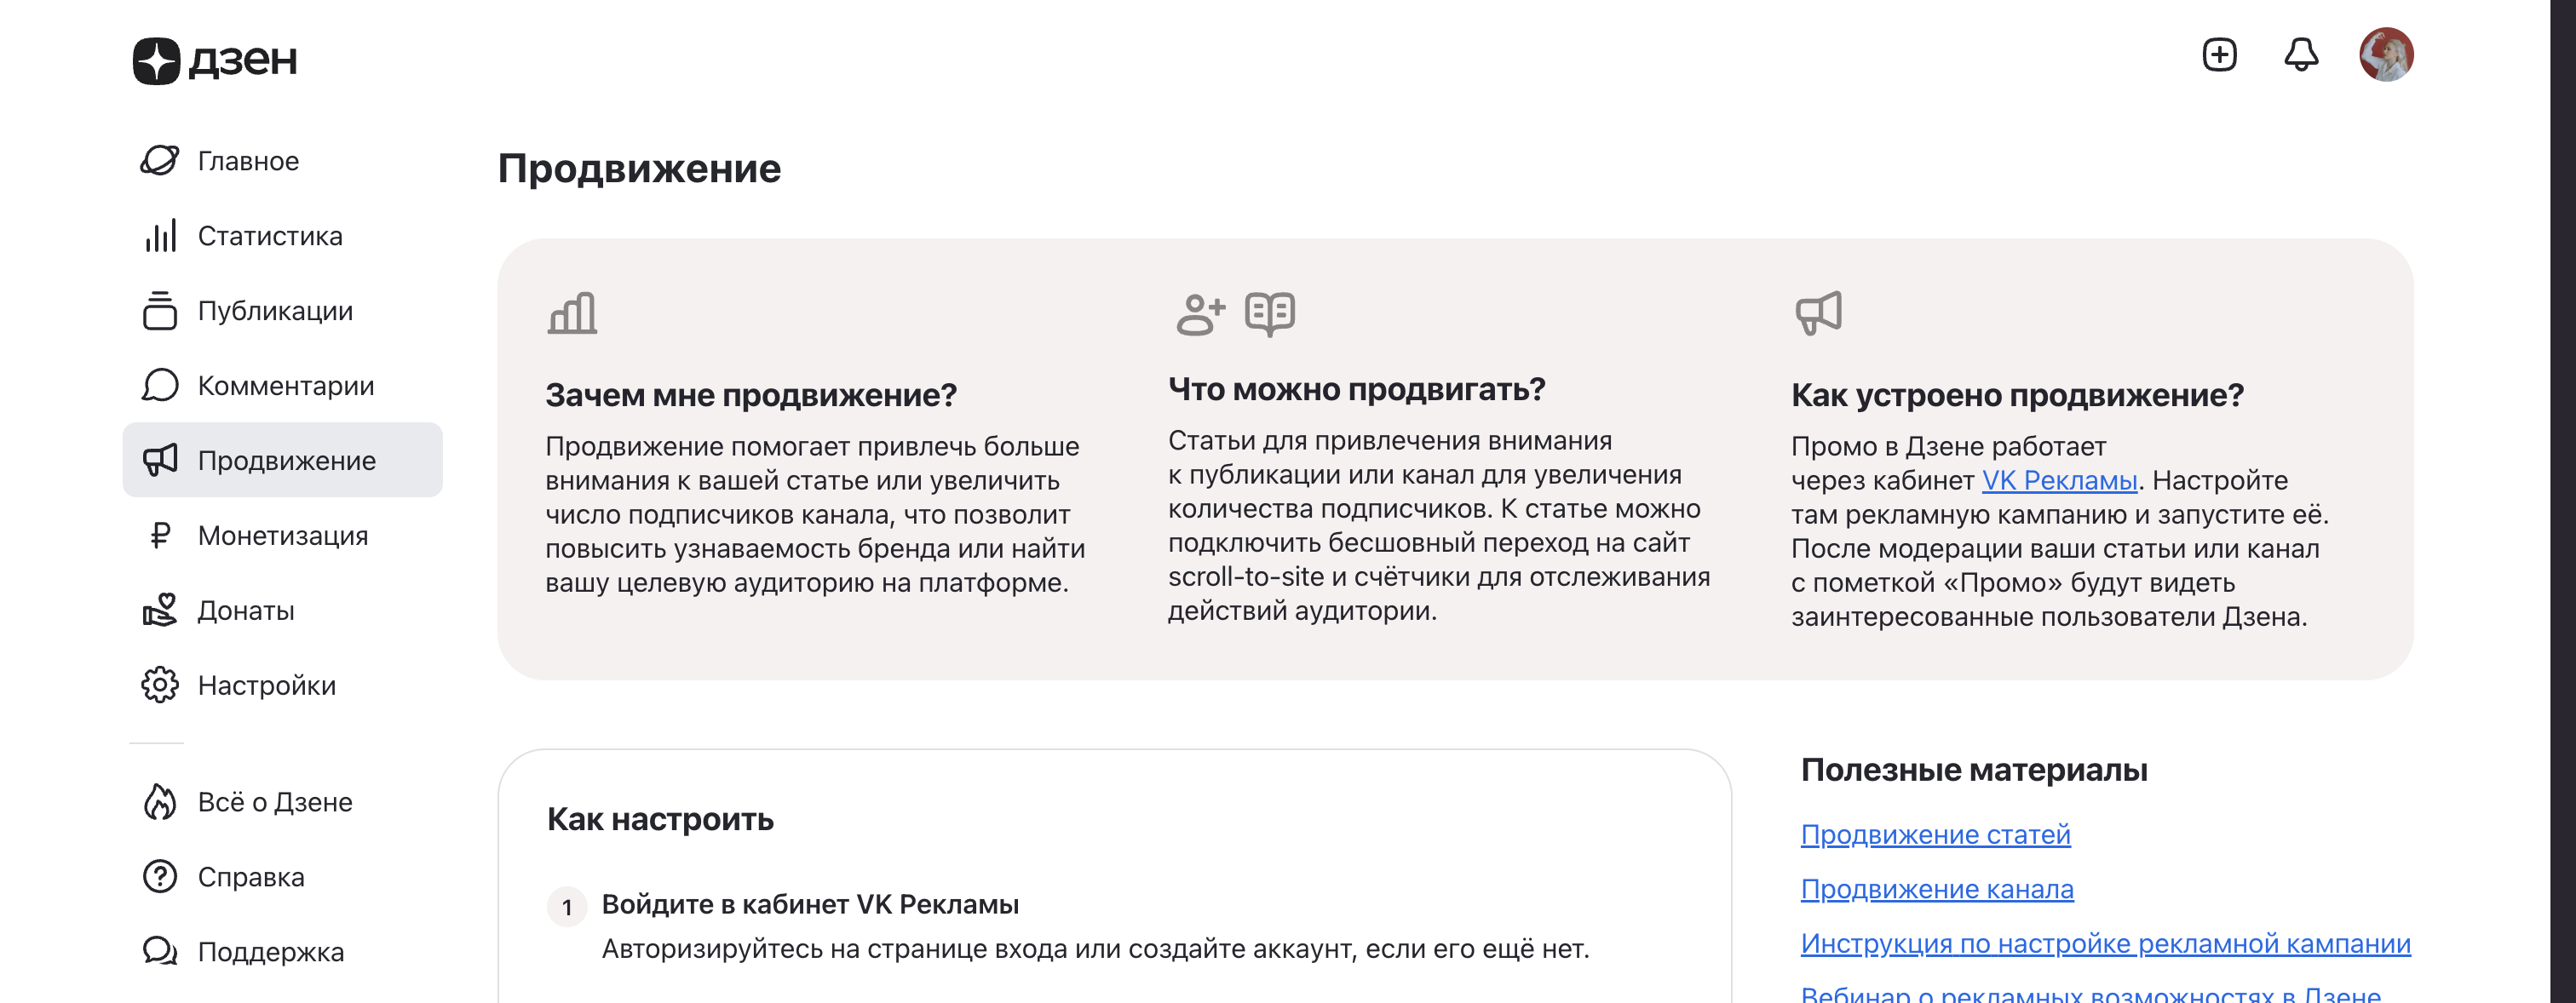 дзен
Главное
Статистика
Публикации
Комментарии
Продвижение
Монетизация
Донаты
Настройки
Всё о Дзене
Справка
Поддержка
Продвижение
Зачем мне продвижение?
Продвижение помогает привлечь больше
внимания к вашей статье или увеличить
число подписчиков канала, что позволит
повысить узнаваемость бренда или найти
вашу целевую аудиторию на платформе.
Что можно продвигать?
Статьи для привлечения внимания
к публикации или канал для увеличения
количества подписчиков. К статье можно
подключить бесшовный переход на сайт
scroll-to-site и счётчики для отслеживания
действий аудитории.
Как устроено продвижение?
Промо в Дзене работает
через кабинет VK Рекламы. Настройте
там рекламную кампанию и запустите её.
После модерации ваши статьи или канал
с пометкой «Промо» будут видеть
заинтересованные пользователи Дзена.
Как настроить
1 Войдите в кабинет VK Рекламы
Авторизируйтесь на странице входа или создайте аккаунт, если его ещё нет.
Полезные материалы
Продвижение статей
Продвижение канала
Инструкция по настройке рекламной кампании
Вебинар о рекламных возможностях в Дзене